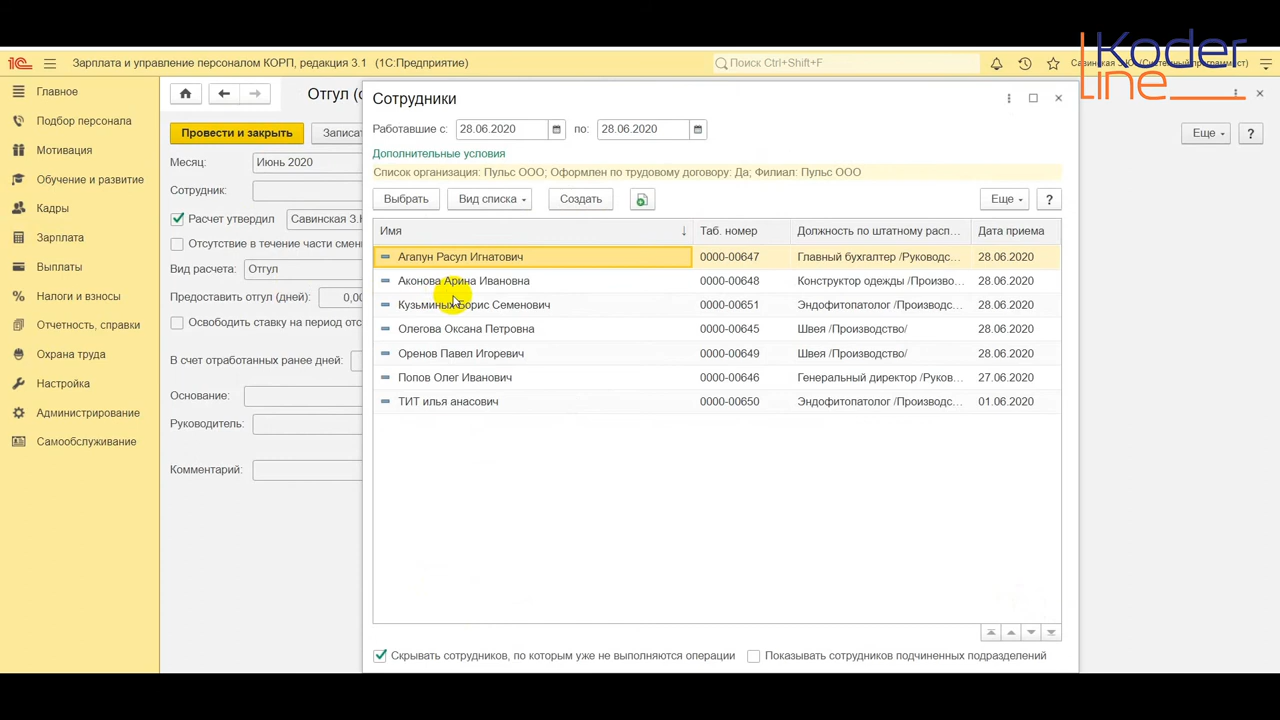 Koder
Line
1С Зарплата и управление персоналом КОРП, редакция 3.1 (1С:Предприятие)
Поиск Ctrl+Shift+F
Главное
Подбор персонала
Мотивация
Обучение и развитие
Кадры
Зарплата
Выплаты
Налоги и взносы
Отчетность, справки
Охрана труда
Настройка
Администрирование
Самообслуживание
Отгул (с
Провести и закрыть
Записат
Еще
?
Месяц: Июнь 2020
Сотрудник:
Расчет утвердил Савинская З.Ю
Отсутствие в течение части смен
Вид расчета: Отгул
Предоставить отгул (дней): 0,00
Освободить ставку на период отс
В счет отработанных ранее дней:
Основание:
Руководитель:
Комментарий:
Сотрудники
Работавшие с: 28.06.2020 по: 28.06.2020
Дополнительные условия
Список организация: Пульс ООО; Оформлен по трудовому договору: Да; Филиал: Пульс ООО
Выбрать Вид списка Создать Еще ?
Имя ↓ Таб. номер Должность по штатному расп... Дата приема
Агапун Расул Игнатович 0000-00647 Главный бухгалтер /Руководс... 28.06.2020
Аконова Арина Ивановна 0000-00648 Конструктор одежды /Произво... 28.06.2020
Кузьминых Борис Семенович 0000-00651 Эндофитопатолог /Производс... 28.06.2020
Олегова Оксана Петровна 0000-00645 Швея /Производство/ 28.06.2020
Оренов Павел Игоревич 0000-00649 Швея /Производство/ 28.06.2020
Попов Олег Иванович 0000-00646 Генеральный директор /Руков... 27.06.2020
ТИТ илья анасович 0000-00650 Эндофитопатолог /Производс... 01.06.2020
Скрывать сотрудников, по которым уже не выполняются операции
Показывать сотрудников подчиненных подразделений